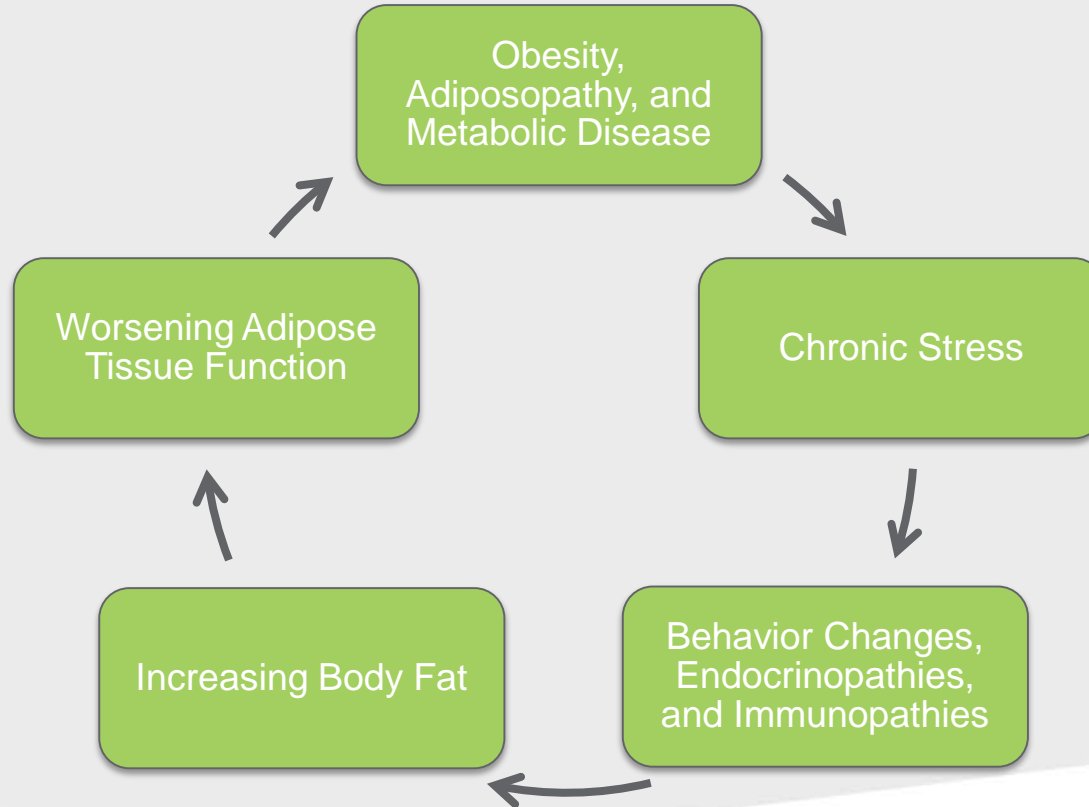 Obesity,
Adiposopathy, and
Metabolic Disease
Chronic Stress
Behavior Changes,
Endocrinopathies,
and Immunopathies
Increasing Body Fat
Worsening Adipose
Tissue Function